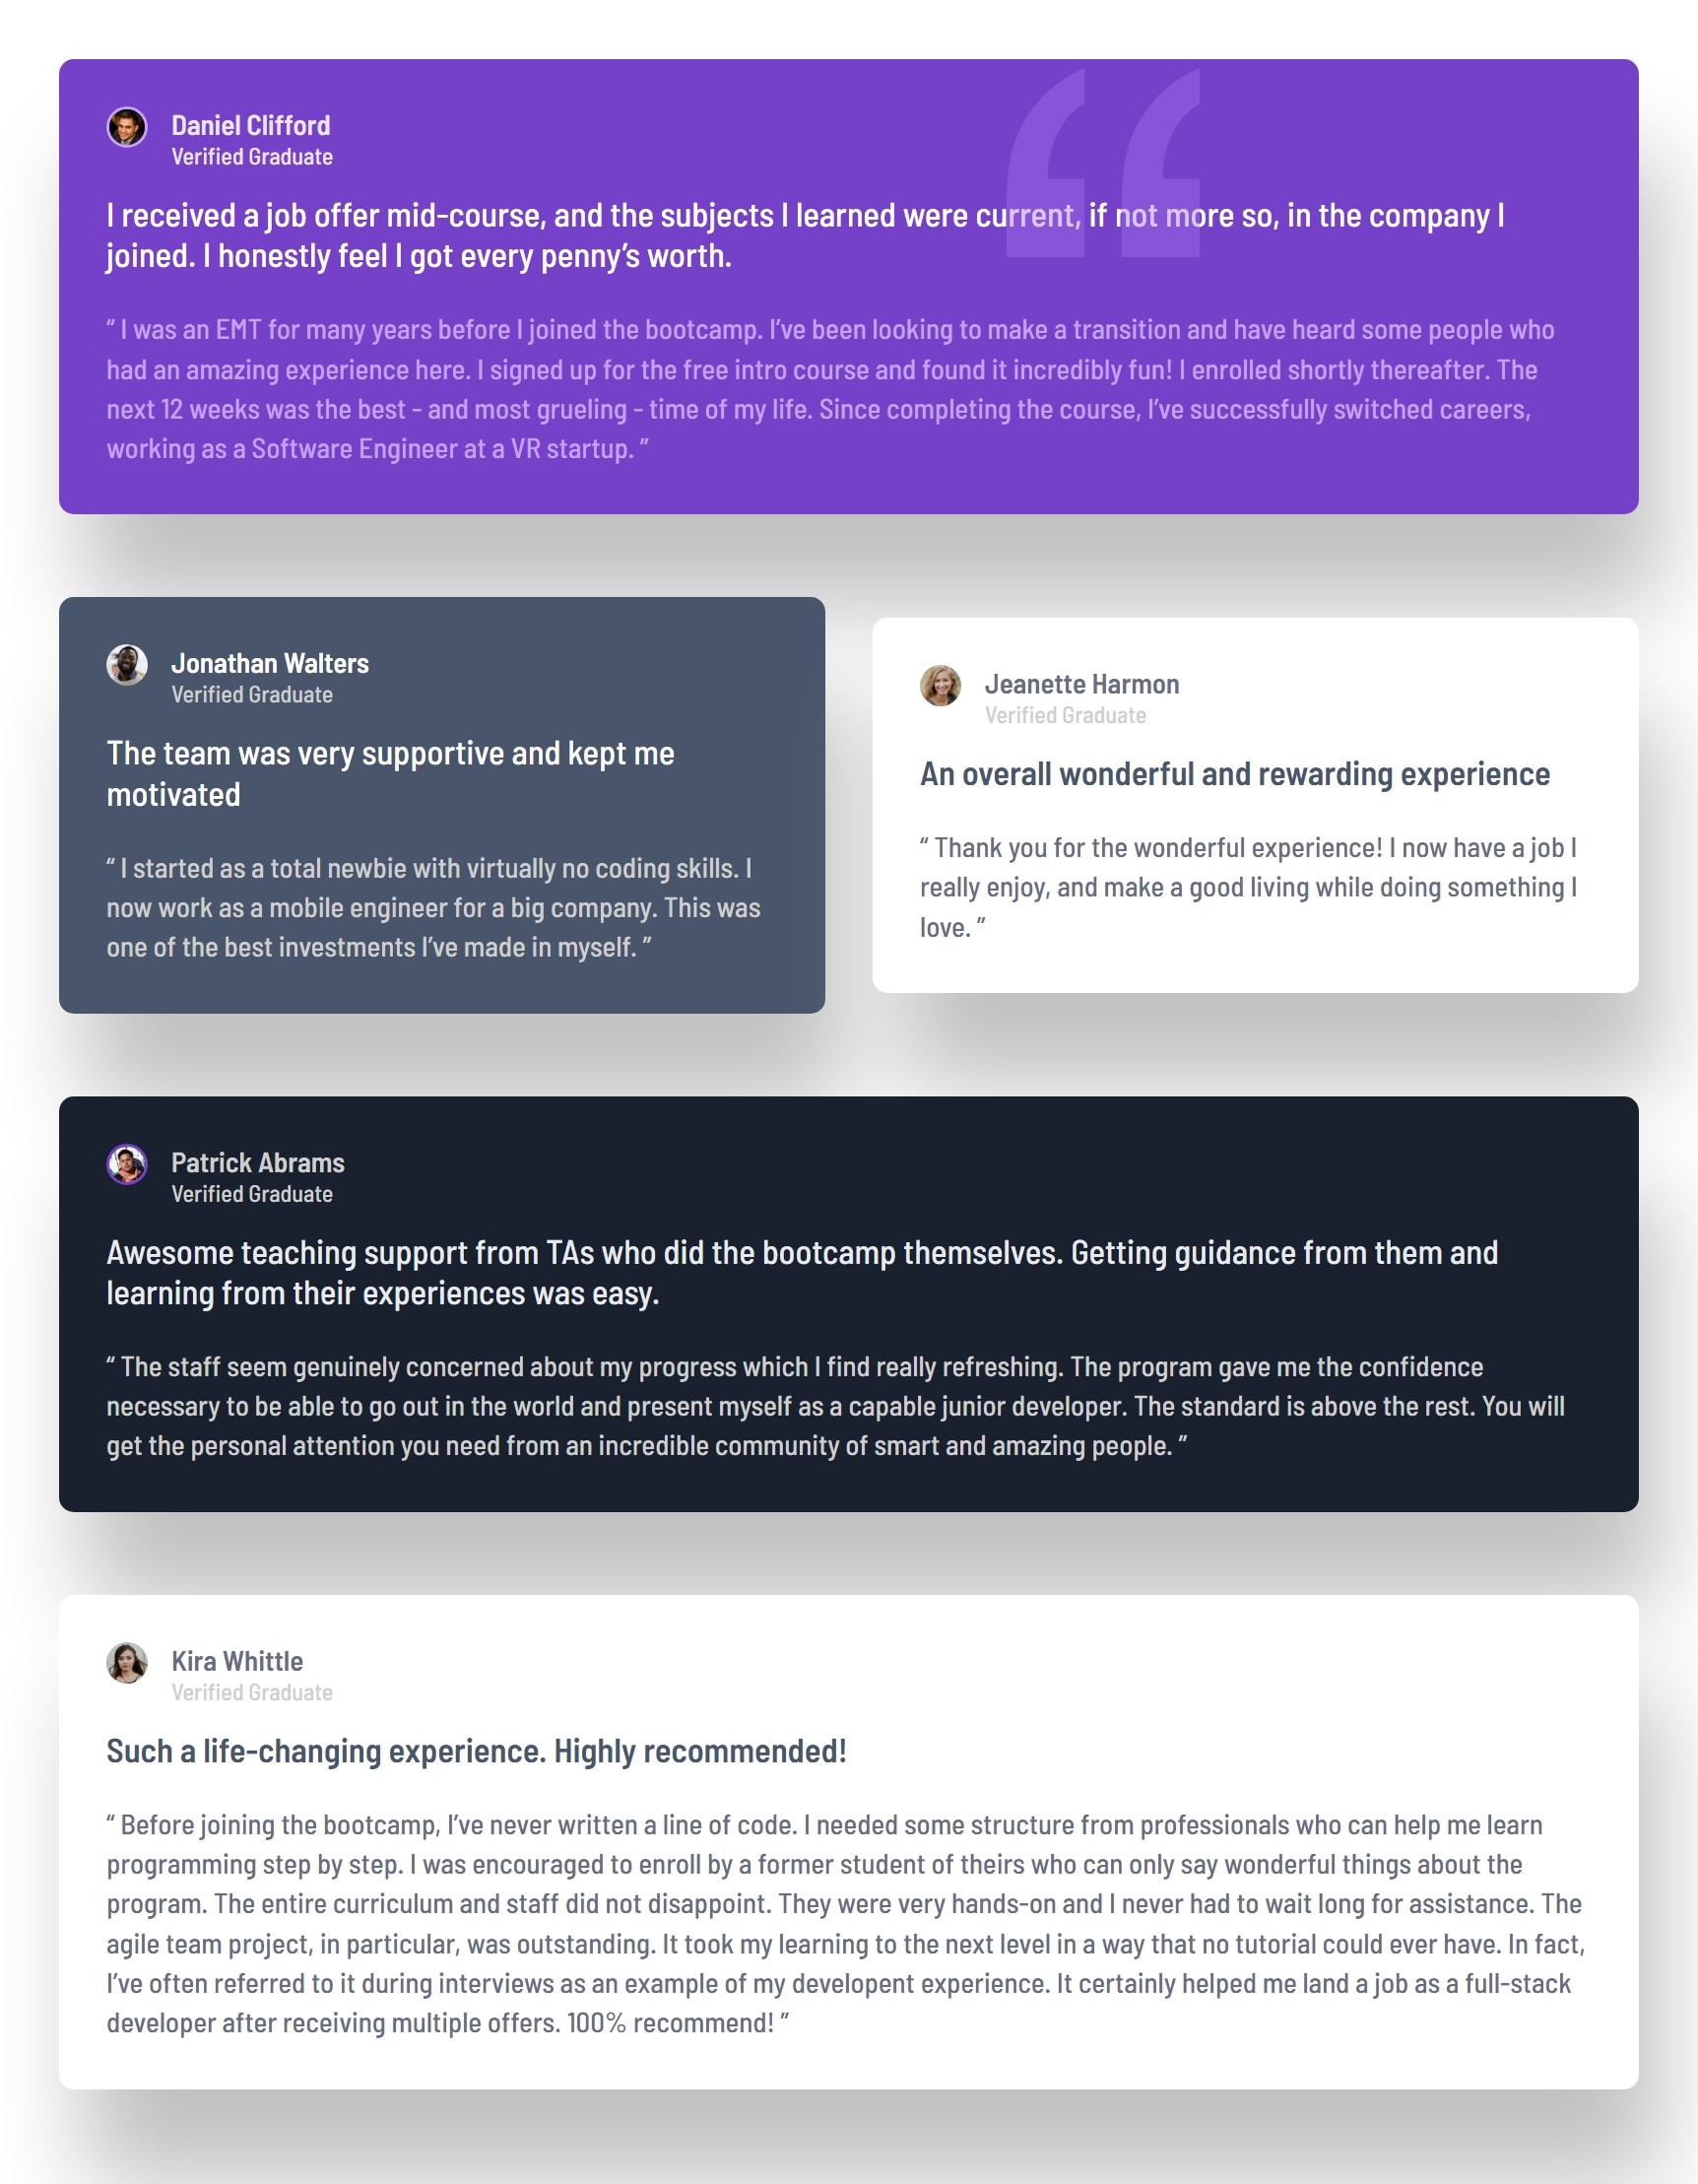 Daniel Clifford
Verified Graduate
I received a job offer mid-course, and the subjects I learned were current, if not more so, in the company I
joined. I honestly feel I got every penny’s worth.
“ I was an EMT for many years before I joined the bootcamp. I’ve been looking to make a transition and have heard some people who
had an amazing experience here. I signed up for the free intro course and found it incredibly fun! I enrolled shortly thereafter. The
next 12 weeks was the best - and most grueling - time of my life. Since completing the course, I’ve successfully switched careers,
working as a Software Engineer at a VR startup. ”
Jonathan Walters
Verified Graduate
The team was very supportive and kept me
motivated
“ I started as a total newbie with virtually no coding skills. I
now work as a mobile engineer for a big company. This was
one of the best investments I’ve made in myself. ”
Jeanette Harmon
Verified Graduate
An overall wonderful and rewarding experience
“ Thank you for the wonderful experience! I now have a job I
really enjoy, and make a good living while doing something I
love. ”
Patrick Abrams
Verified Graduate
Awesome teaching support from TAs who did the bootcamp themselves. Getting guidance from them and
learning from their experiences was easy.
“ The staff seem genuinely concerned about my progress which I find really refreshing. The program gave me the confidence
necessary to be able to go out in the world and present myself as a capable junior developer. The standard is above the rest. You will
get the personal attention you need from an incredible community of smart and amazing people. ”
Kira Whittle
Verified Graduate
Such a life-changing experience. Highly recommended!
“ Before joining the bootcamp, I’ve never written a line of code. I needed some structure from professionals who can help me learn
programming step by step. I was encouraged to enroll by a former student of theirs who can only say wonderful things about the
program. The entire curriculum and staff did not disappoint. They were very hands-on and I never had to wait long for assistance. The
agile team project, in particular, was outstanding. It took my learning to the next level in a way that no tutorial could ever have. In fact,
I’ve often referred to it during interviews as an example of my developent experience. It certainly helped me land a job as a full-stack
developer after receiving multiple offers. 100% recommend! ”